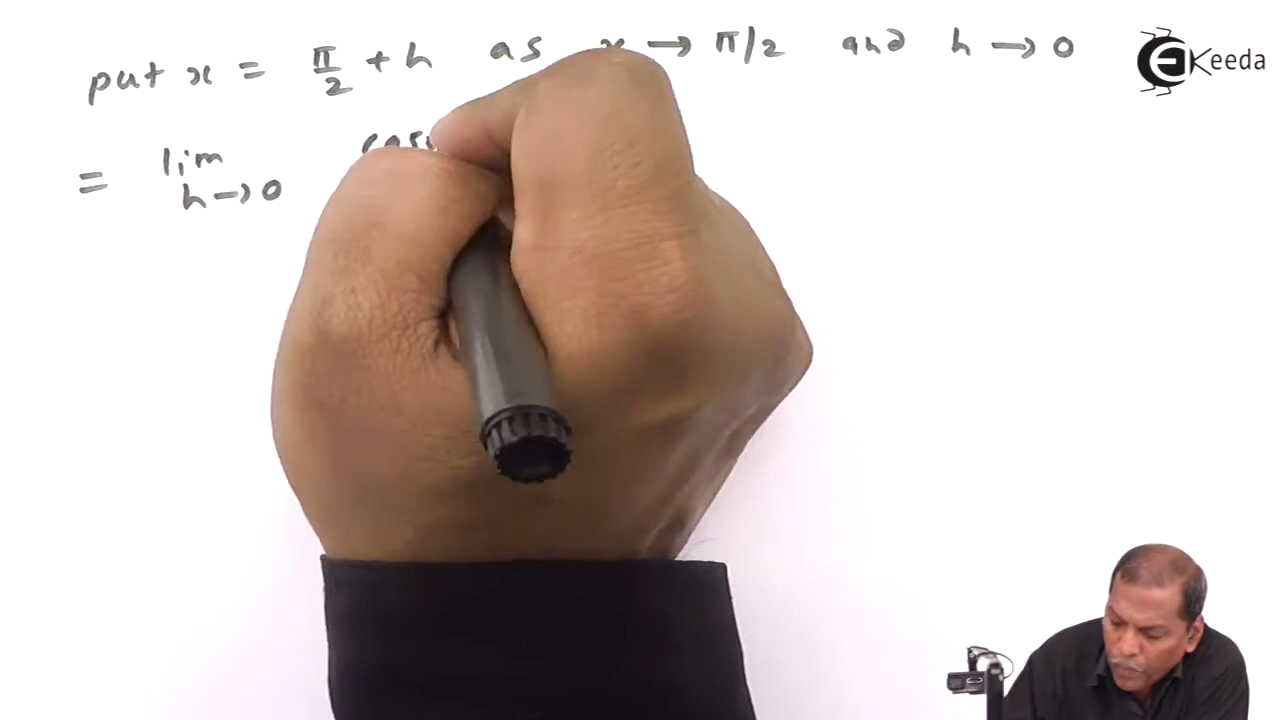 put x = π/2 + h as x → π/2 and h → 0
EKeeda
= lim
h → 0